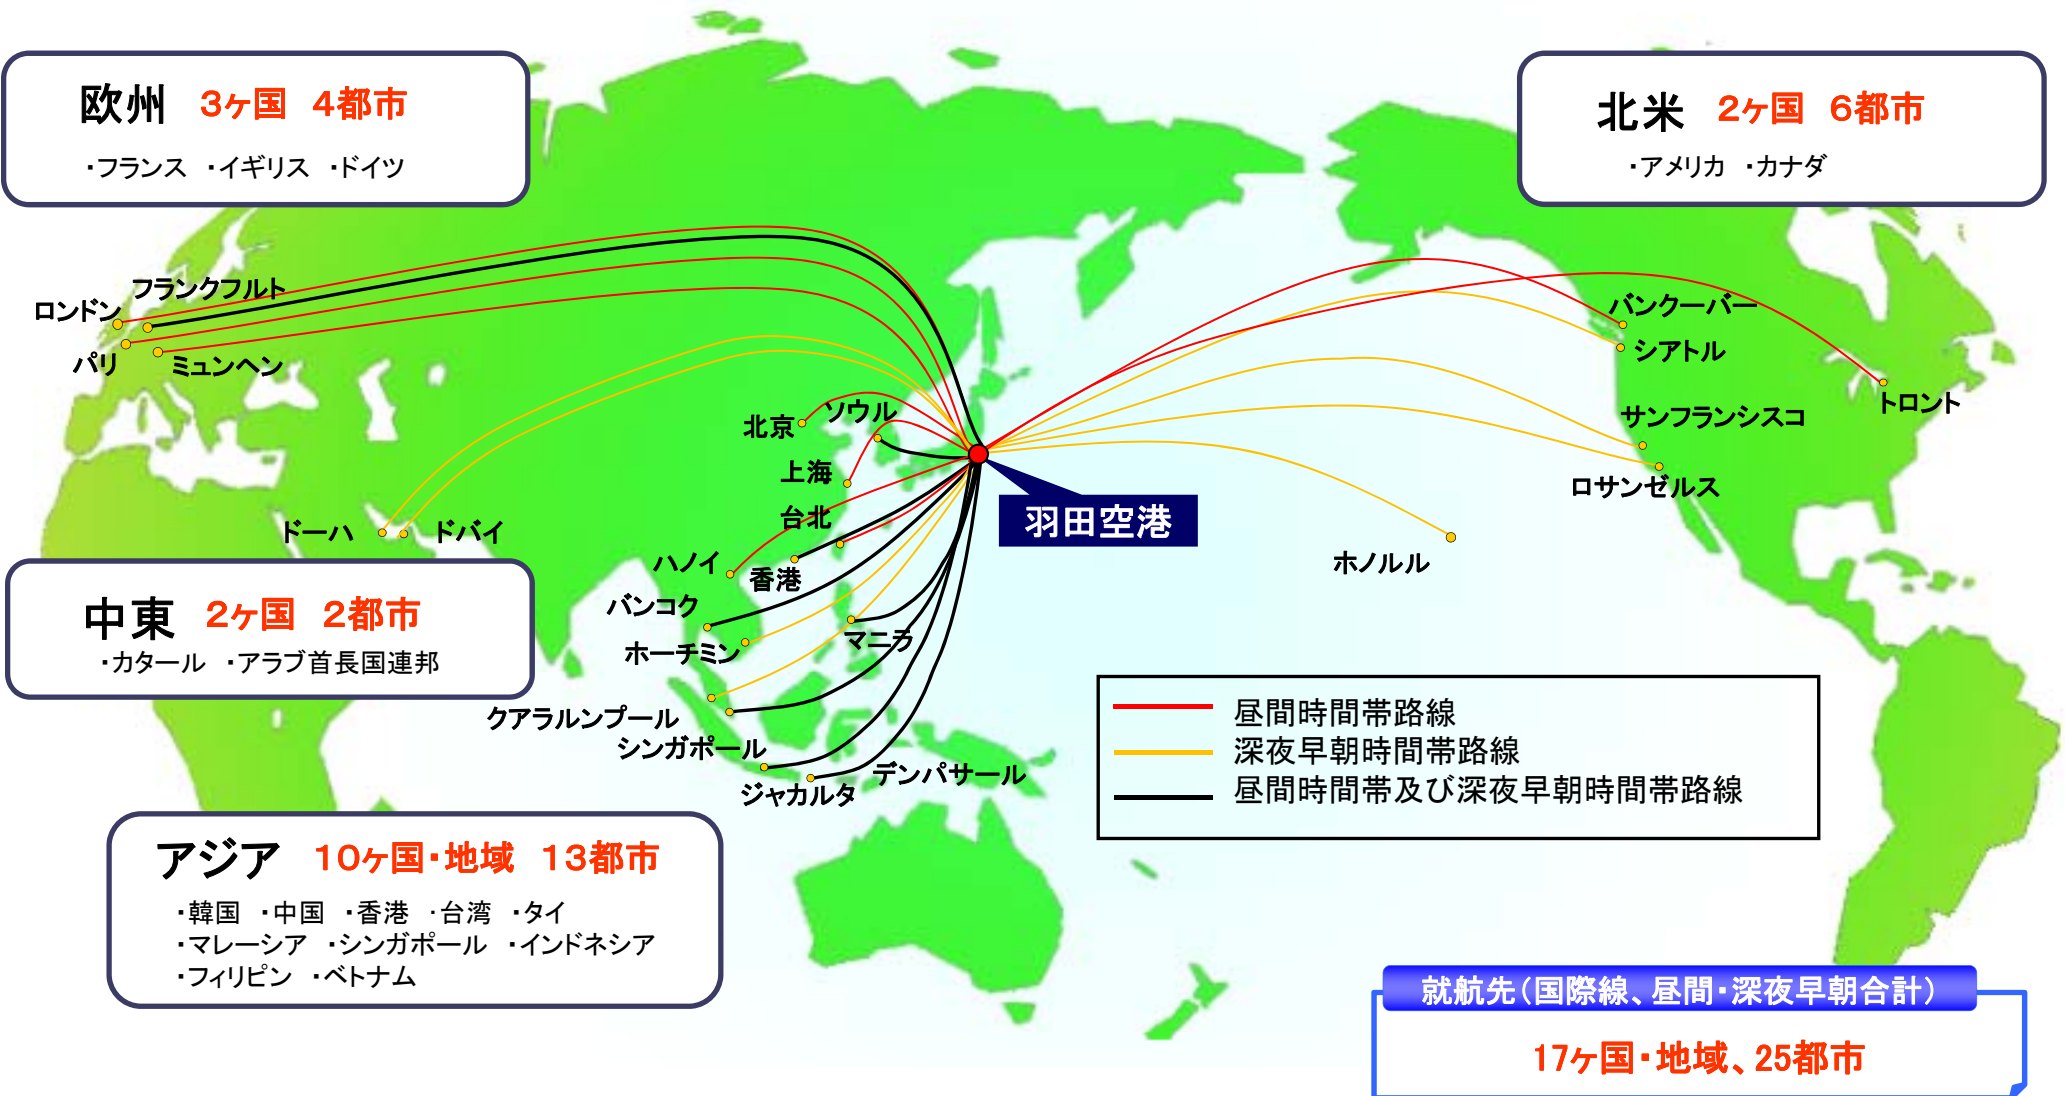 欧州 3ヶ国 4都市
・フランス ・イギリス ・ドイツ
北米 2ヶ国 6都市
・アメリカ ・カナダ
フランクフルト
ロンドン
パリ
ミュンヘン
バンクーバー
シアトル
トロント
サンフランシスコ
ロサンゼルス
ホノルル
北京
ソウル
上海
台北
羽田空港
ドーハ
ドバイ
ハノイ
香港
バンコク
ホーチミン
マニラ
クアラルンプール
シンガポール
ジャカルタ
デンパサール
中東 2ヶ国 2都市
・カタール ・アラブ首長国連邦
昼間時間帯路線
深夜早朝時間帯路線
昼間時間帯及び深夜早朝時間帯路線
アジア 10ヶ国・地域 13都市
・韓国 ・中国 ・香港 ・台湾 ・タイ
・マレーシア ・シンガポール ・インドネシア
・フィリピン ・ベトナム
就航先(国際線、昼間・深夜早朝合計)
17ヶ国・地域、25都市